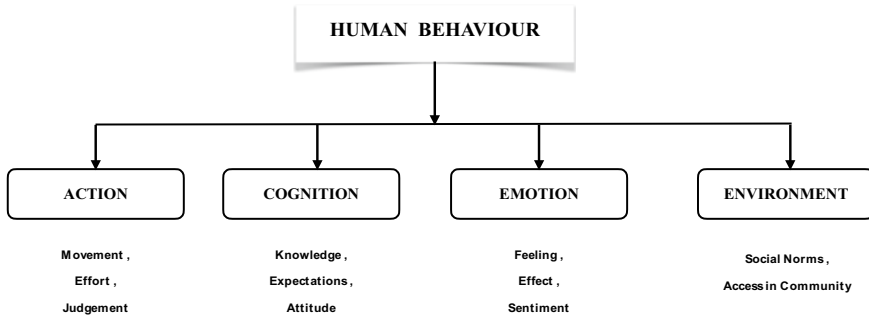 HUMAN BEHAVIOUR
ACTION
COGNITION
EMOTION
ENVIRONMENT
Movement ,
Effort ,
Judgement
Knowledge ,
Expectations ,
Attitude
Feeling ,
Effect ,
Sentiment
Social Norms ,
Access in Community